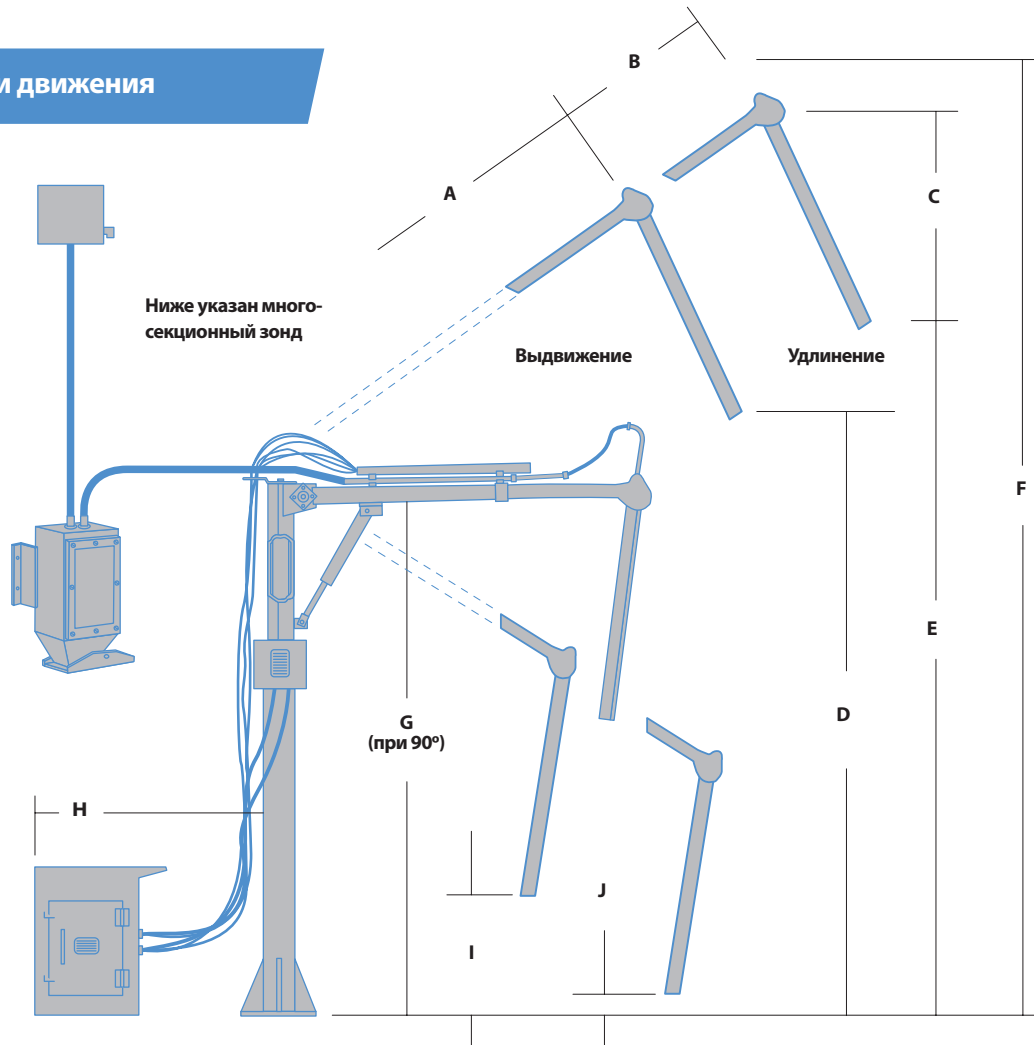 и движения
B
A
C
Ниже указан много-
секционный зонд
Выдвижение
Удлинение
F
E
D
G
(при 90º)
H
J
I